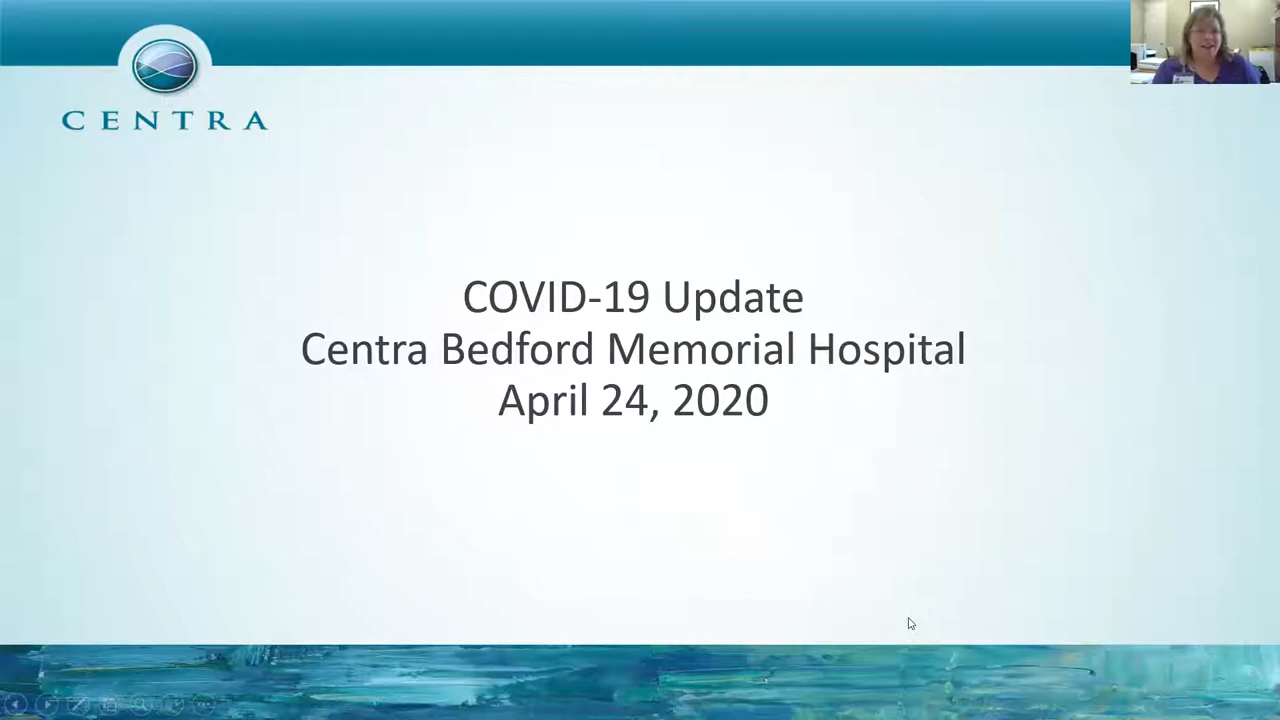 CENTRA
COVID-19 Update
Centra Bedford Memorial Hospital
April 24, 2020